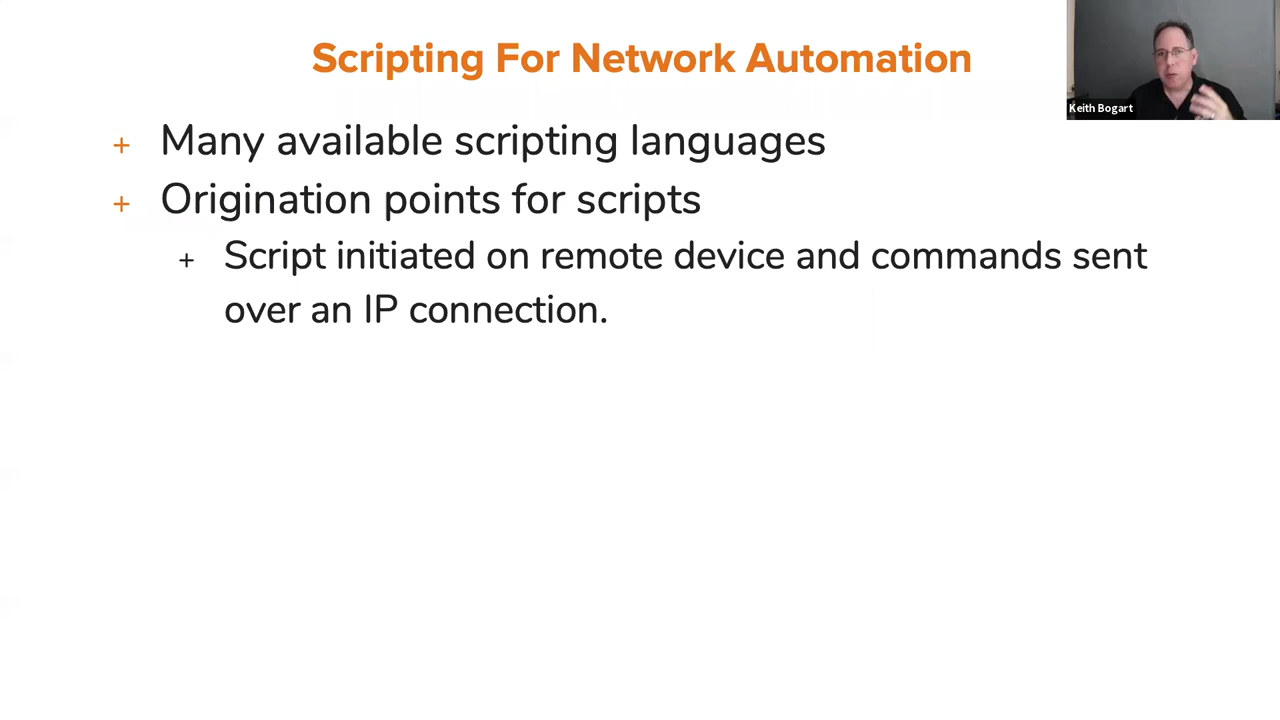 Scripting For Network Automation
Keith Bogart
+ Many available scripting languages
+ Origination points for scripts
+ Script initiated on remote device and commands sent
over an IP connection.